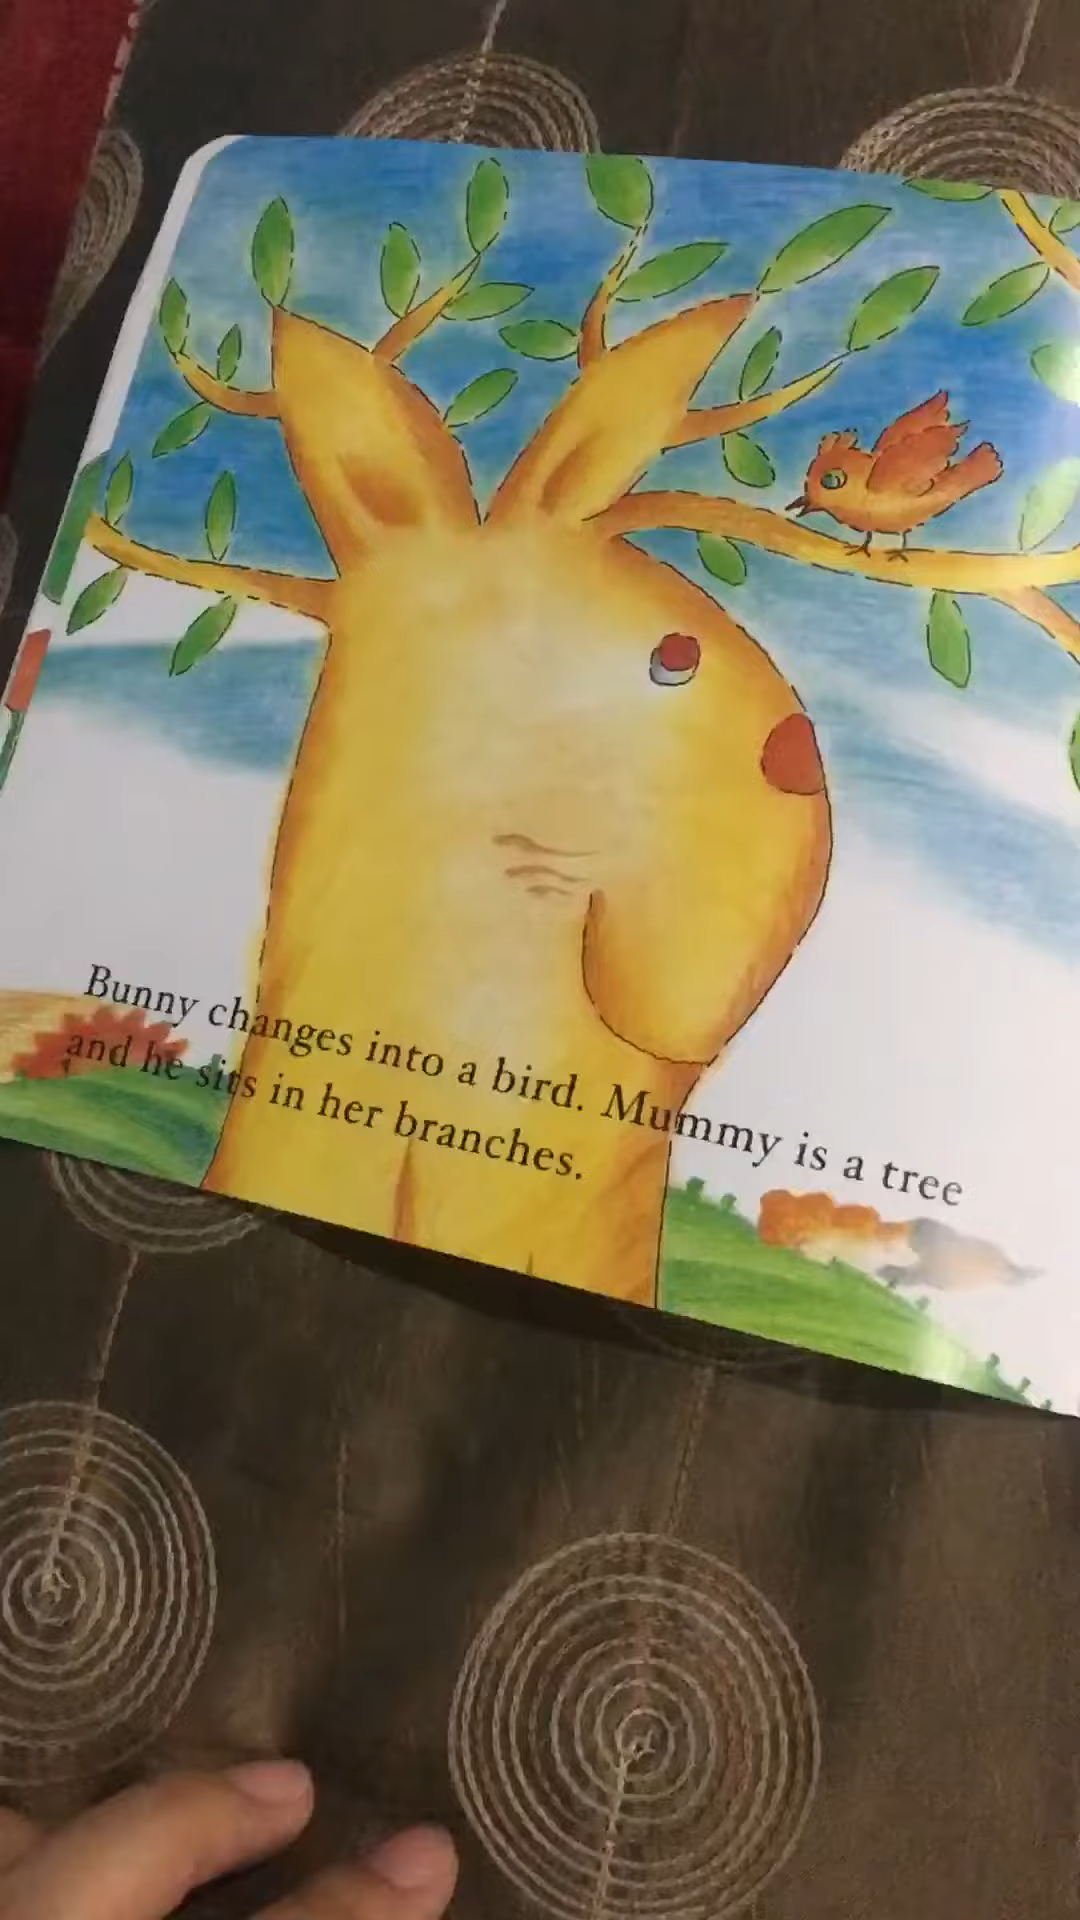 Bunny changes into a bird. Mummy is a tree
and he sits in her branches.